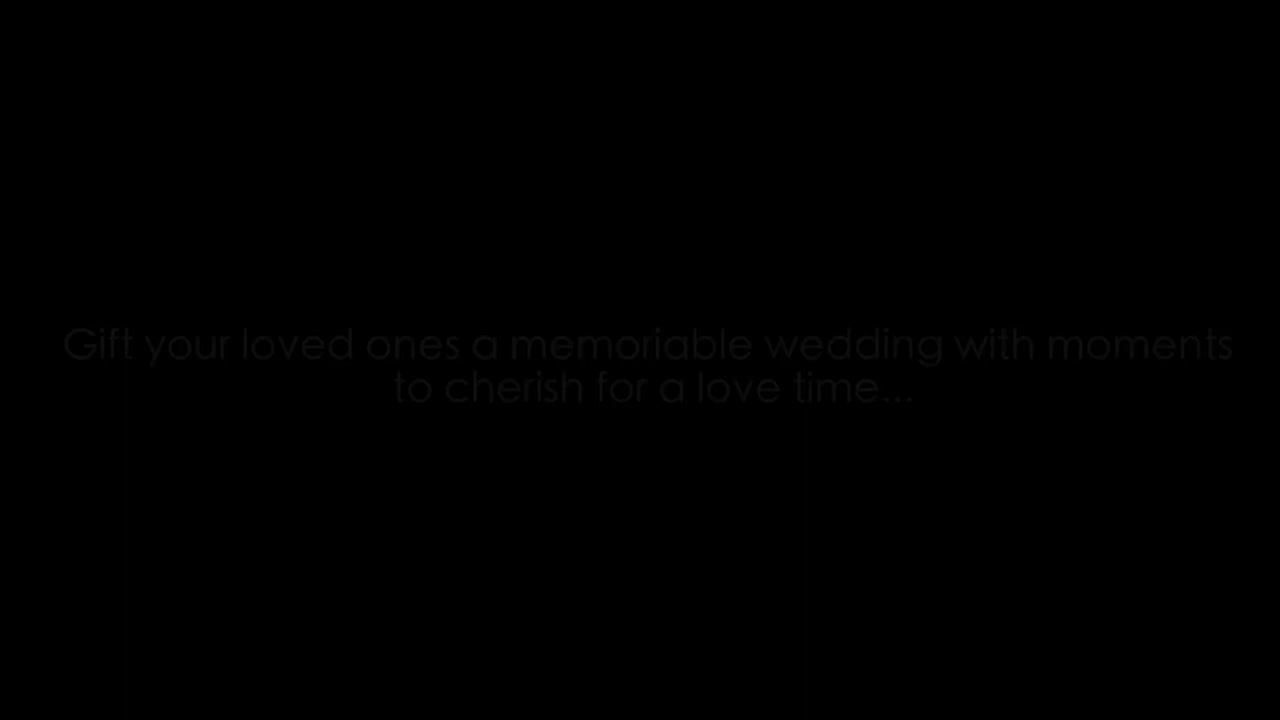 Gift your loved ones a memoriable wedding with moments
to cherish for a love time...